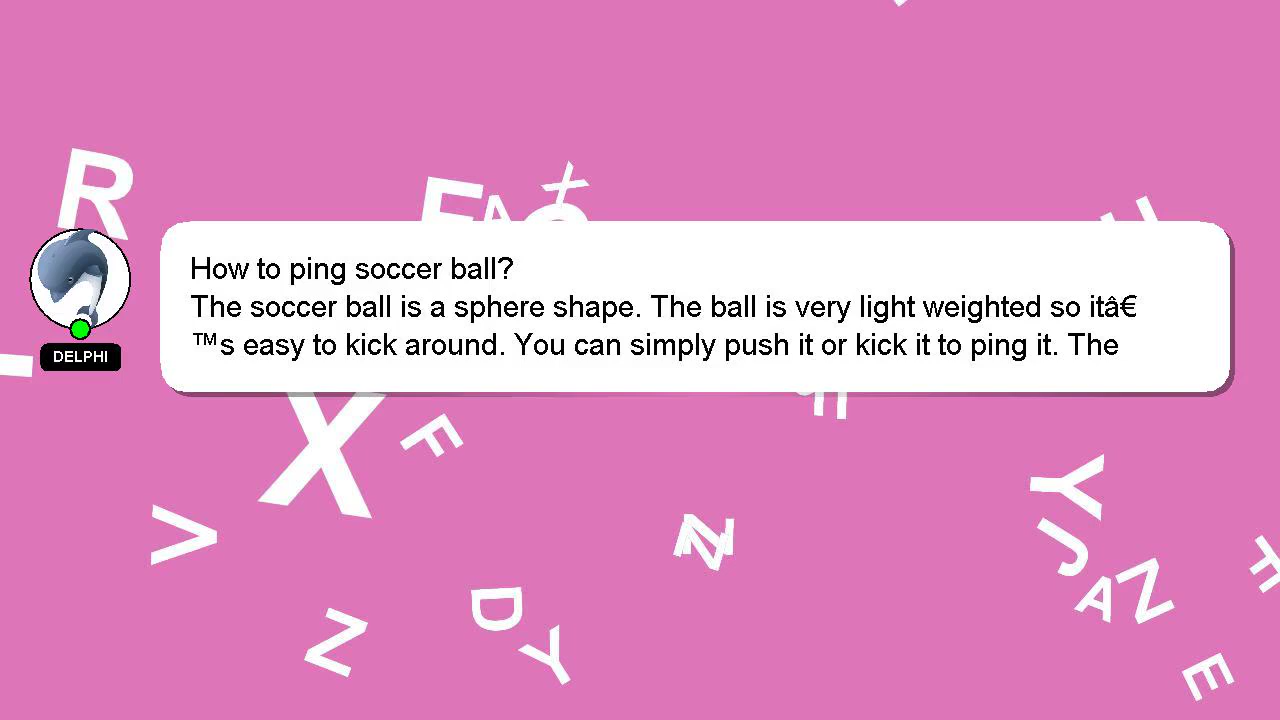 R
F
A
X
How to ping soccer ball?
The soccer ball is a sphere shape. The ball is very light weighted so itâ€
™s easy to kick around. You can simply push it or kick it to ping it. The
DELPHI
X
F
V
Y
J
N
A
Z
F
D
Y
Z
E